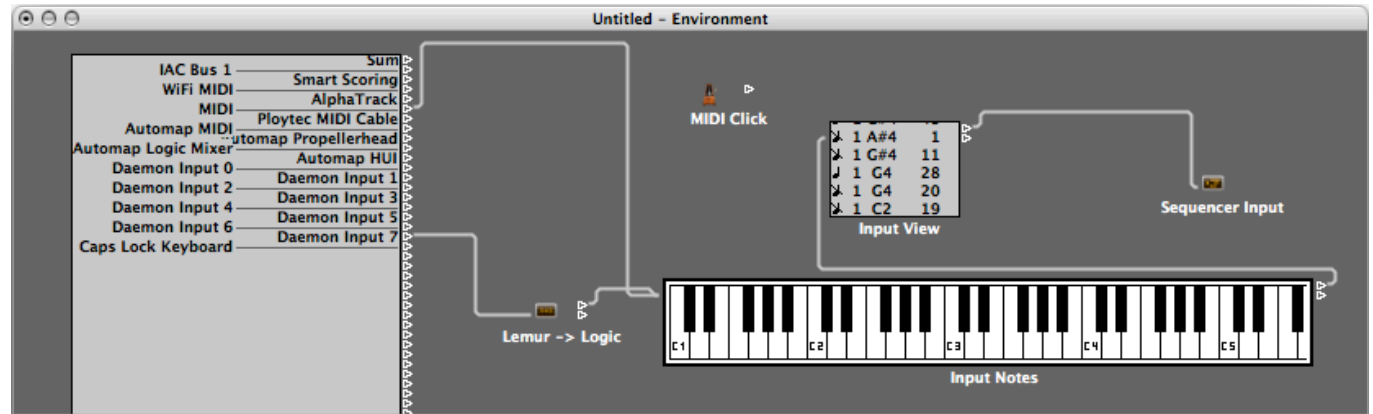 Untitled – Environment
Sum
IAC Bus 1
Smart Scoring
WiFi MIDI
AlphaTrack
MIDI
Ploytec MIDI Cable
Automap MIDI
utomap Propellerhead
Automap Logic Mixer
Automap HUI
Daemon Input 0
Daemon Input 1
Daemon Input 2
Daemon Input 3
Daemon Input 4
Daemon Input 5
Daemon Input 6
Daemon Input 7
Caps Lock Keyboard
MIDI Click
1 A#4 1
1 G#4 11
1 G4 28
1 G4 20
1 C2 19
Input View
Sequencer Input
Lemur -> Logic
C1 C2 C3 C4 C5
Input Notes